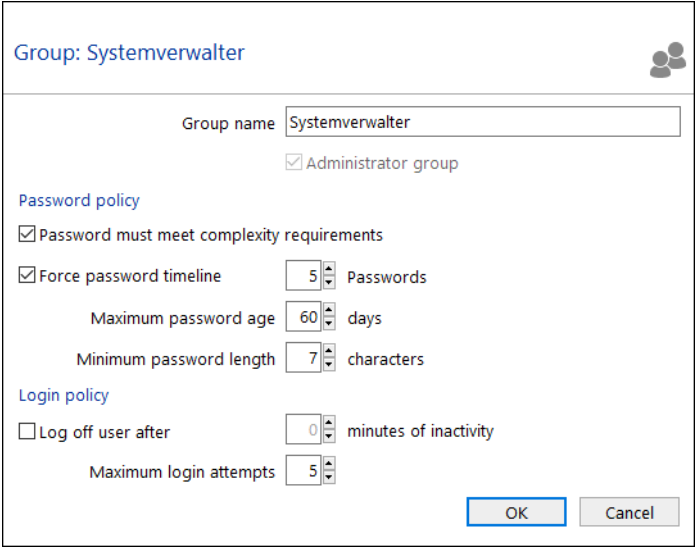 Group: Systemverwalter
Group name Systemverwalter
Administrator group
Password policy
Password must meet complexity requirements
Force password timeline 5 Passwords
Maximum password age 60 days
Minimum password length 7 characters
Login policy
Log off user after 0 minutes of inactivity
Maximum login attempts 5
OK Cancel